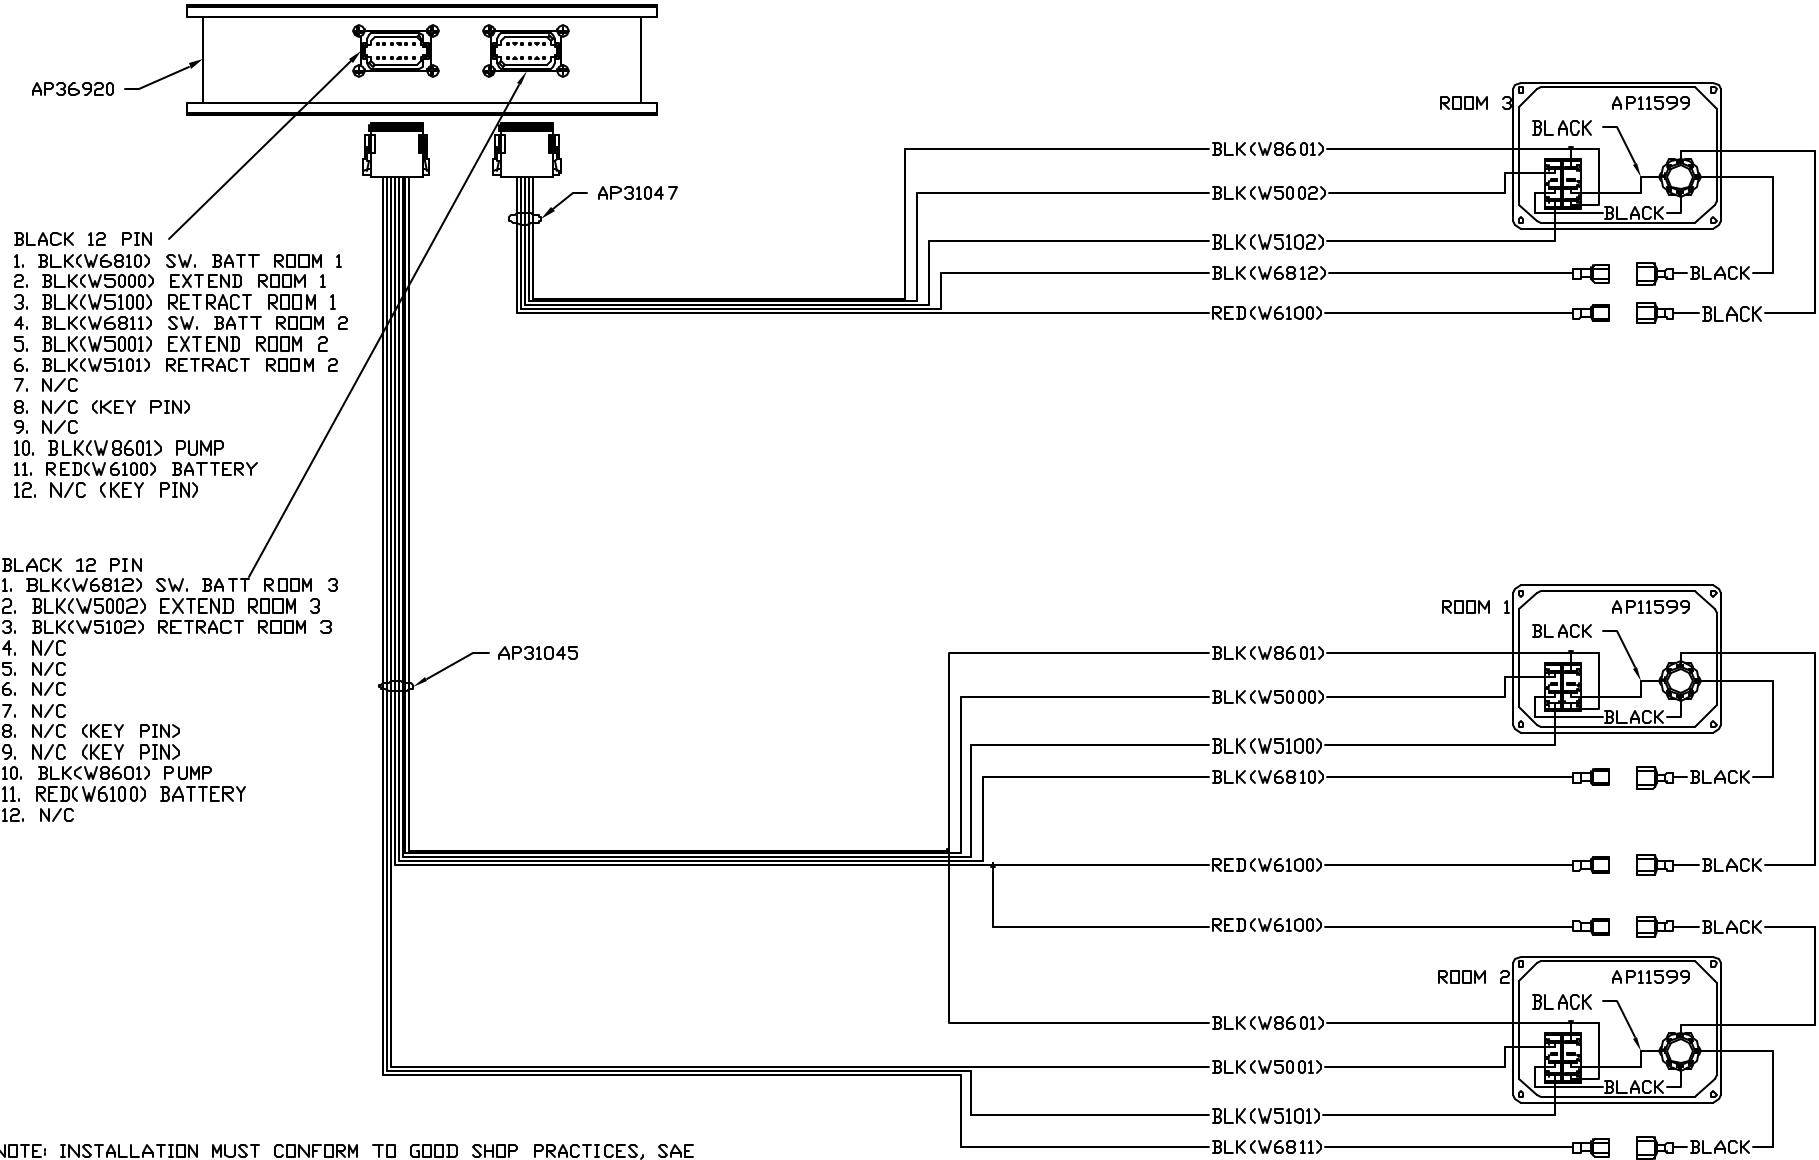 AP36920
AP31047
BLACK 12 PIN
1. BLK(W6810) SW. BATT ROOM 1
2. BLK(W5000) EXTEND ROOM 1
3. BLK(W5100) RETRACT ROOM 1
4. BLK(W6811) SW. BATT ROOM 2
5. BLK(W5001) EXTEND ROOM 2
6. BLK(W5101) RETRACT ROOM 2
7. N/C
8. N/C (KEY PIN)
9. N/C
10. BLK(W8601) PUMP
11. RED(W6100) BATTERY
12. N/C (KEY PIN)
BLACK 12 PIN
1. BLK(W6812) SW. BATT ROOM 3
2. BLK(W5002) EXTEND ROOM 3
3. BLK(W5102) RETRACT ROOM 3
4. N/C
5. N/C
6. N/C
7. N/C
8. N/C (KEY PIN)
9. N/C (KEY PIN)
10. BLK(W8601) PUMP
11. RED(W6100) BATTERY
12. N/C
AP31045
ROOM 3 AP11599
BLACK
BLK(W8601)
BLK(W5002)
BLACK
BLK(W5102)
BLK(W6812) BLACK
RED(W6100) BLACK
ROOM 1 AP11599
BLACK
BLK(W8601)
BLK(W5000)
BLACK
BLK(W5100)
BLK(W6810) BLACK
RED(W6100) BLACK
RED(W6100) BLACK
ROOM 2 AP11599
BLACK
BLK(W8601)
BLK(W5001)
BLACK
BLK(W5101)
BLK(W6811) BLACK
NOTE: INSTALLATION MUST CONFORM TO GOOD SHOP PRACTICES, SAE